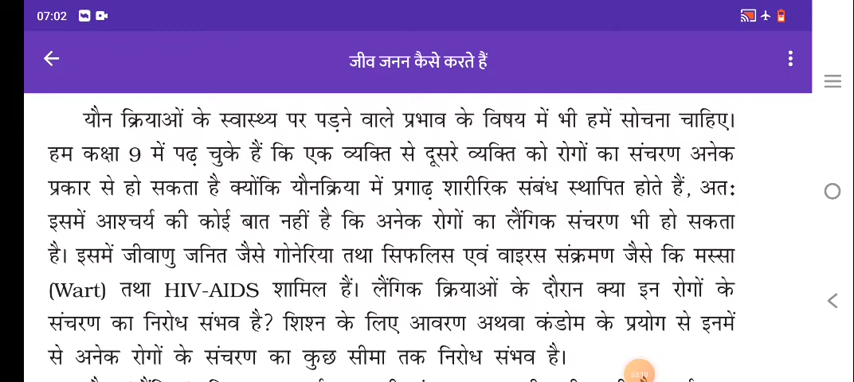 07:02
जीव जनन कैसे करते हैं
यौन क्रियाओं के स्वास्थ्य पर पड़ने वाले प्रभाव के विषय में भी हमें सोचना चाहिए।
हम कक्षा 9 में पढ़ चुके हैं कि एक व्यक्ति से दूसरे व्यक्ति को रोगों का संचरण अनेक
प्रकार से हो सकता है क्योंकि यौनक्रिया में प्रगाढ़ शारीरिक संबंध स्थापित होते हैं, अतः
इसमें आश्चर्य की कोई बात नहीं है कि अनेक रोगों का लैंगिक संचरण भी हो सकता
है। इसमें जीवाणु जनित जैसे गोनेरिया तथा सिफलिस एवं वाइरस संक्रमण जैसे कि मस्सा
(Wart) तथा HIV-AIDS शामिल हैं। लैंगिक क्रियाओं के दौरान क्या इन रोगों के
संचरण का निरोध संभव है? शिश्न के लिए आवरण अथवा कंडोम के प्रयोग से इनमें
से अनेक रोगों के संचरण का कुछ सीमा तक निरोध संभव है।